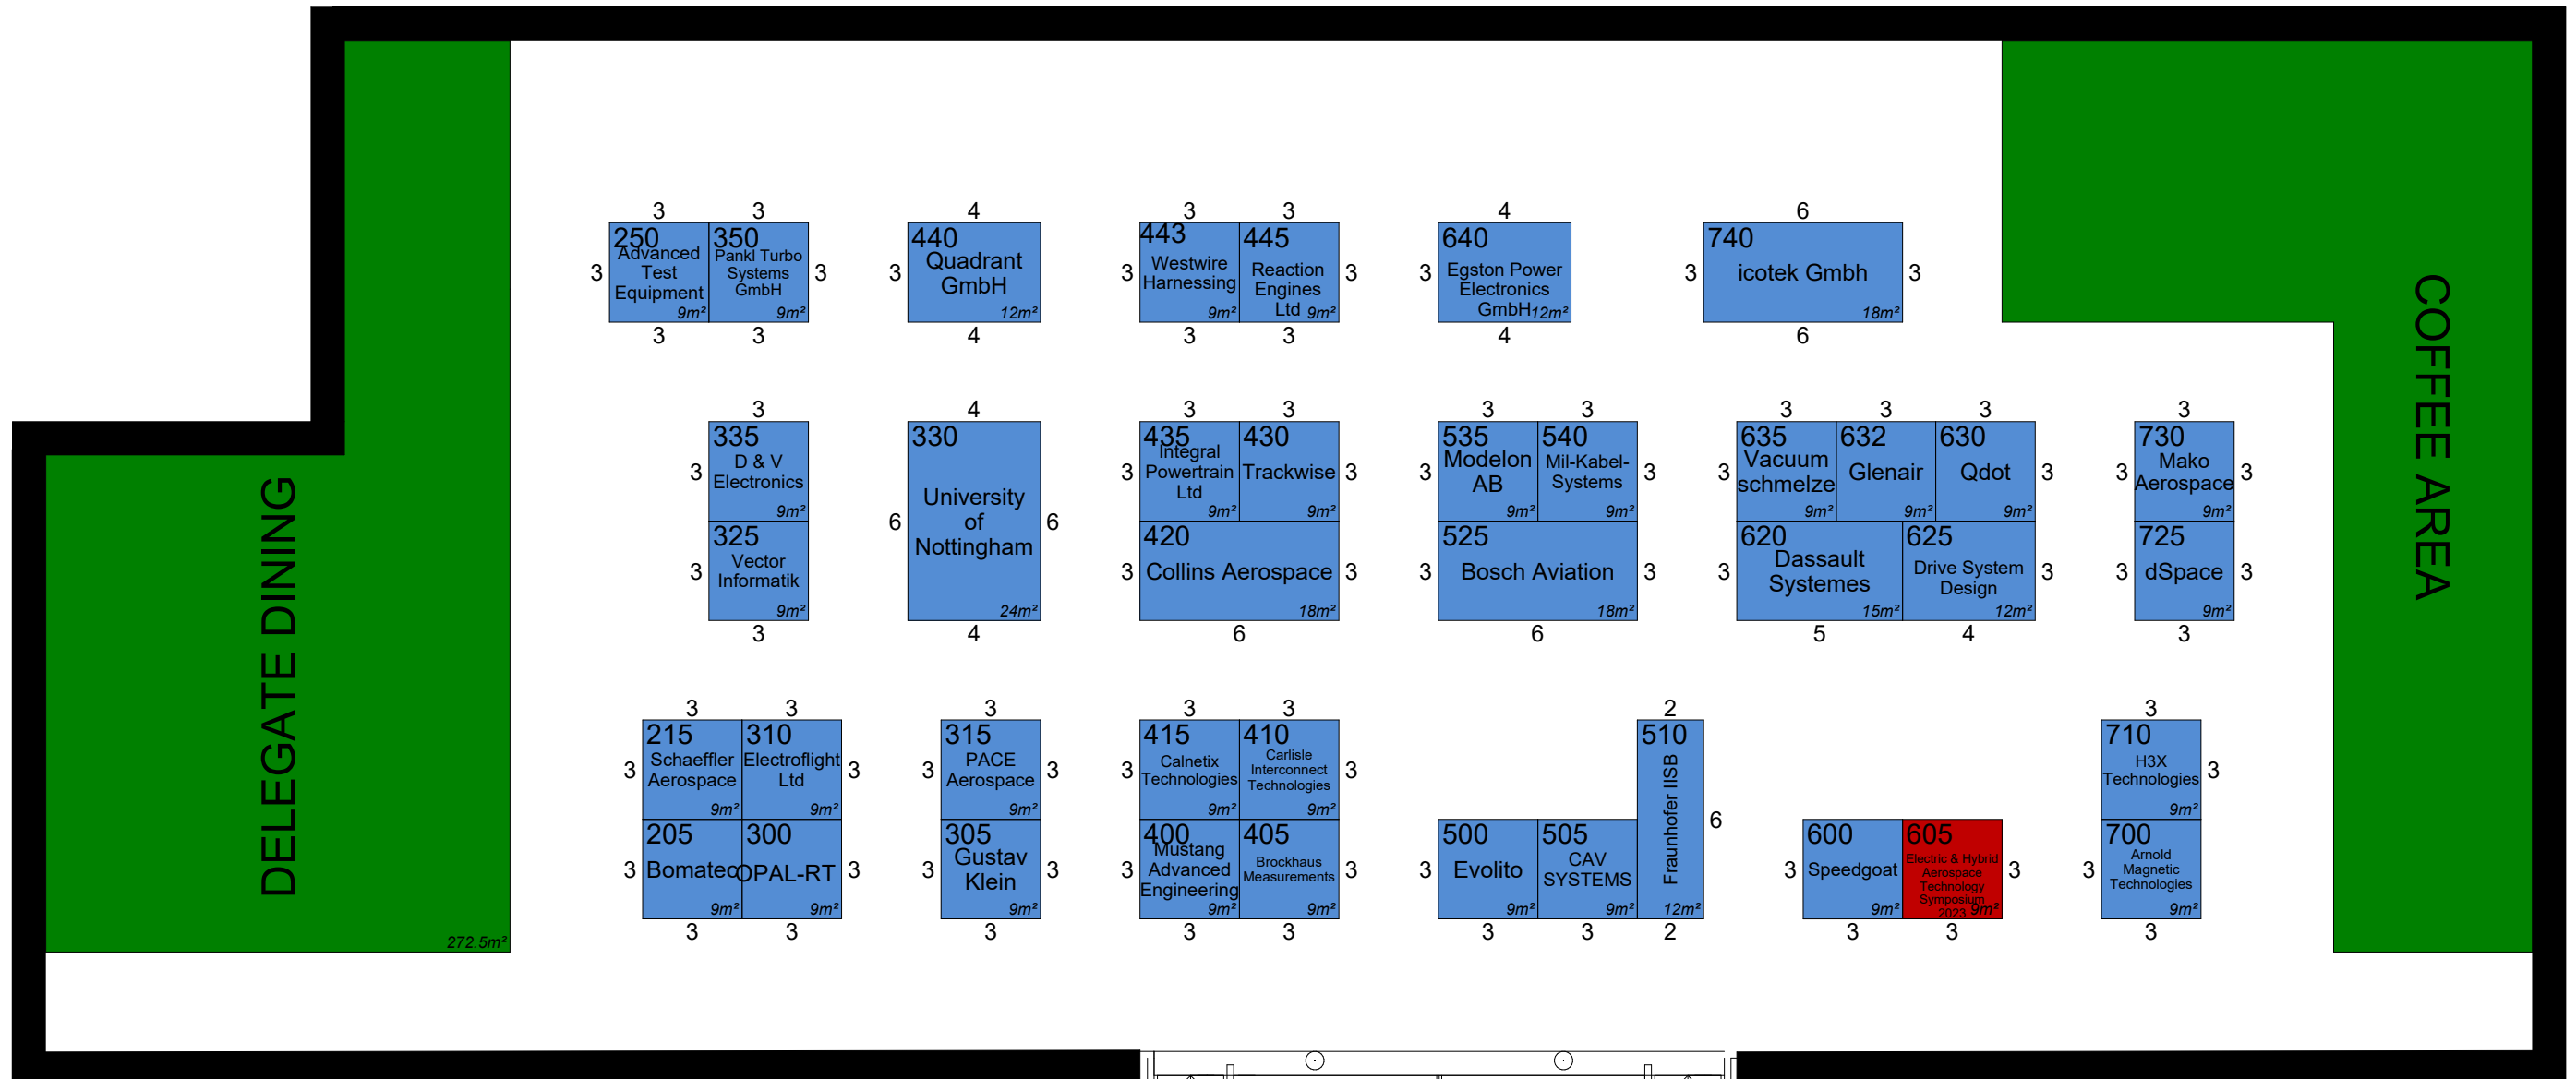 3 3 4 3 3 4 6
250
Advanced
Test
Equipment
9m²
350
Pankl Turbo
Systems
GmbH
9m²
3 3
440
Quadrant
GmbH
12m²
3
443
Westwire
Harnessing
9m²
445
Reaction
Engines
Ltd
9m²
3 3
640
Egston Power
Electronics
GmbH
12m²
3
740
icotek Gmbh
18m²
3 3
3 3 4 3 3 4 6
COFFEE AREA
DELEGATE DINING
272.5m²
3 4 3 3 3 3 3 3 3 3
335
D & V
Electronics
9m²
3
325
Vector
Informatik
9m²
3
330
University
of
Nottingham
24m²
6 6
435
Integral
Powertrain
Ltd
9m²
430
Trackwise
9m²
3 3
420
Collins Aerospace
18m²
3 3
535
Modelon
AB
9m²
540
Mil-Kabel-
Systems
9m²
3 3
525
Bosch Aviation
18m²
3 3
635
Vacuum
schmelze
9m²
632
Glenair
9m²
630
Qdot
9m²
3 3
620
Dassault
Systemes
15m²
625
Drive System
Design
12m²
3 3
730
Mako
Aerospace
9m²
3 3
725
dSpace
9m²
3 3
3 4 6 6 5 4 3
3 3 3 3 3 2 3
215
Schaeffler
Aerospace
9m²
310
Electroflight
Ltd
9m²
3 3
205
Bomatec
9m²
300
OPAL-RT
9m²
3 3
315
PACE
Aerospace
9m²
3 3
305
Gustav
Klein
9m²
3 3
415
Calnetix
Technologies
9m²
410
Carlisle
Interconnect
Technologies
9m²
3 3
400
Mustang
Advanced
Engineering
9m²
405
Brockhaus
Measurements
9m²
3 3
500
Evolito
9m²
3
505
CAV
SYSTEMS
9m²
510
Fraunhofer IISB
12m²
6
600
Speedgoat
9m²
3
605
Electric & Hybrid
Aerospace
Technology
Symposium
2023
9m²
3
710
H3X
Technologies
9m²
3
700
Arnold
Magnetic
Technologies
9m²
3
3 3 3 3 3 3 3 2 3 3 3